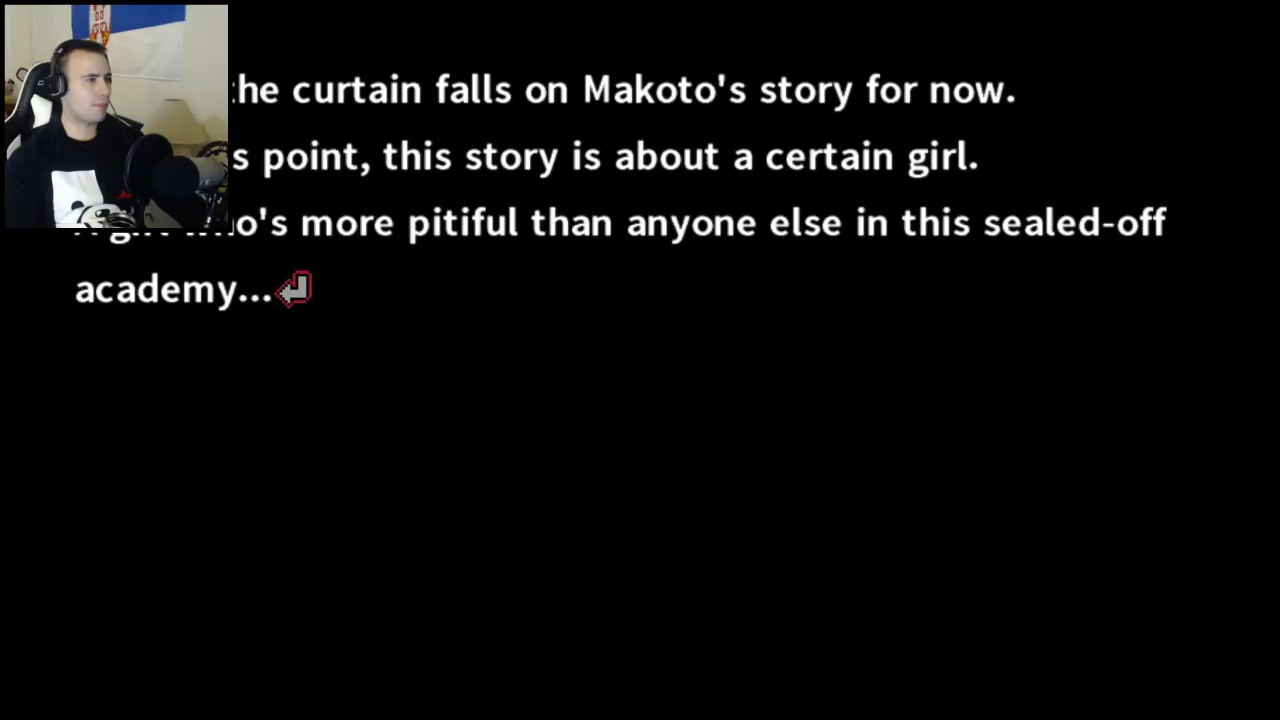 the curtain falls on Makoto's story for now.
s point, this story is about a certain girl.
who's more pitiful than anyone else in this sealed-off
academy...